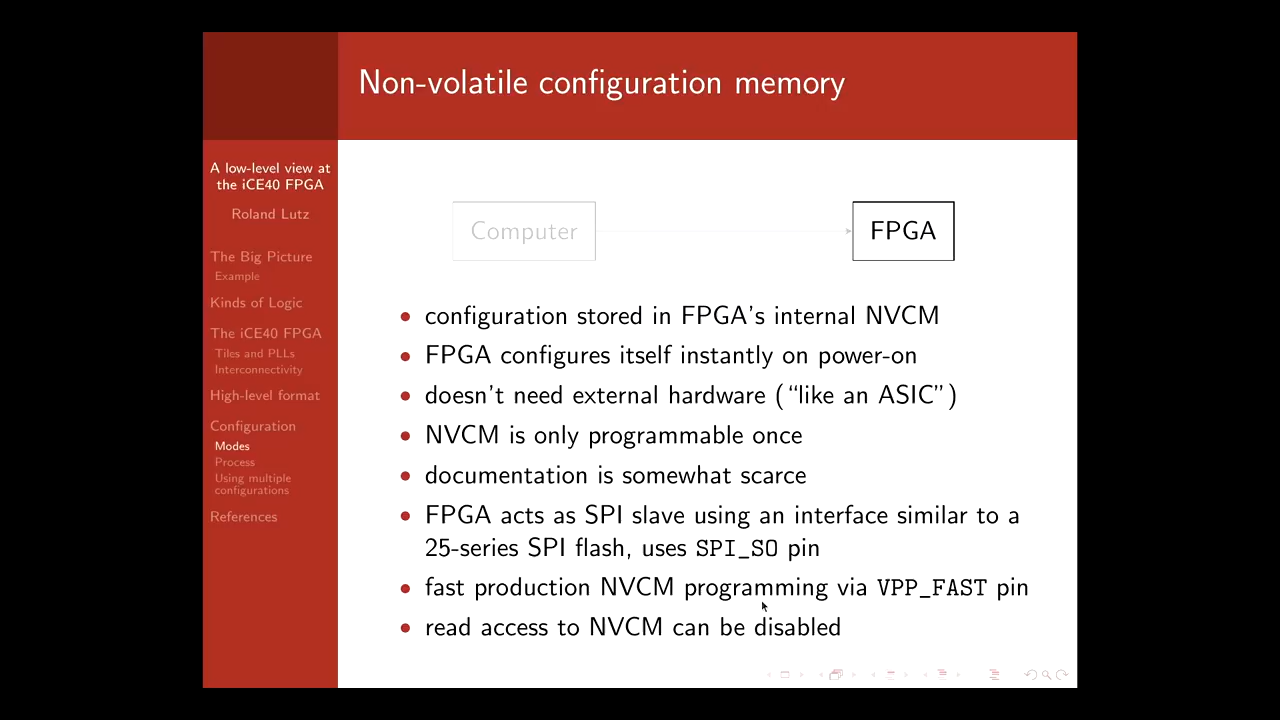 Non-volatile configuration memory
A low-level view at
the iCE40 FPGA
Roland Lutz
The Big Picture
Example
Kinds of Logic
The iCE40 FPGA
Tiles and PLLs
Interconnectivity
High-level format
Configuration
Modes
Process
Using multiple
configurations
References
Computer
FPGA
• configuration stored in FPGA's internal NVCM
• FPGA configures itself instantly on power-on
• doesn't need external hardware (“like an ASIC”)
• NVCM is only programmable once
• documentation is somewhat scarce
• FPGA acts as SPI slave using an interface similar to a
25-series SPI flash, uses SPI_SO pin
• fast production NVCM programming via VPP_FAST pin
• read access to NVCM can be disabled